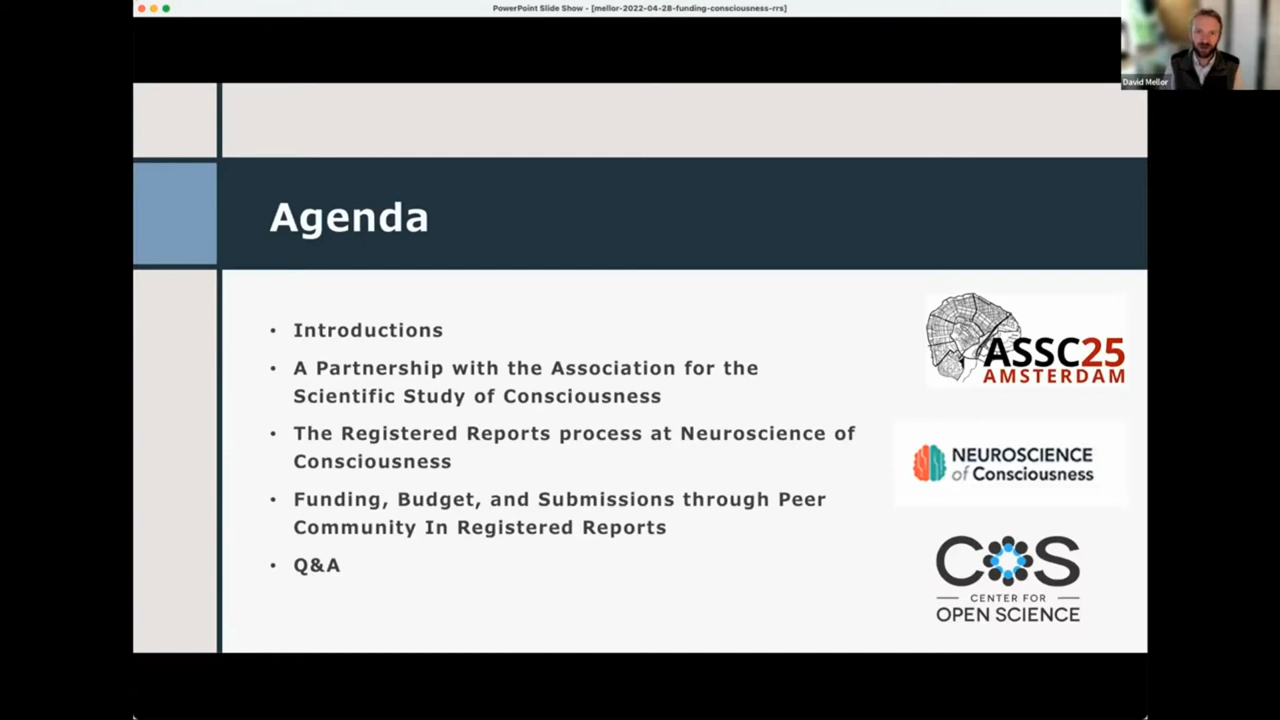 PowerPoint Slide Show - [mellor-2022-04-28-funding-consciousness-rrs]
David Mellor
Agenda
• Introductions
• A Partnership with the Association for the
Scientific Study of Consciousness
• The Registered Reports process at Neuroscience of
Consciousness
• Funding, Budget, and Submissions through Peer
Community In Registered Reports
• Q&A
ASSC25
AMSTERDAM
NEUROSCIENCE
of Consciousness
COS
CENTER FOR
OPEN SCIENCE